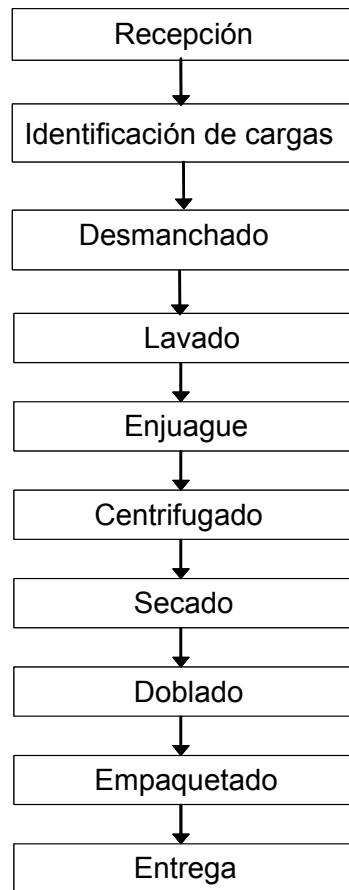 Recepción
Identificación de cargas
Desmanchado
Lavado
Enjuague
Centrifugado
Secado
Doblado
Empaquetado
Entrega